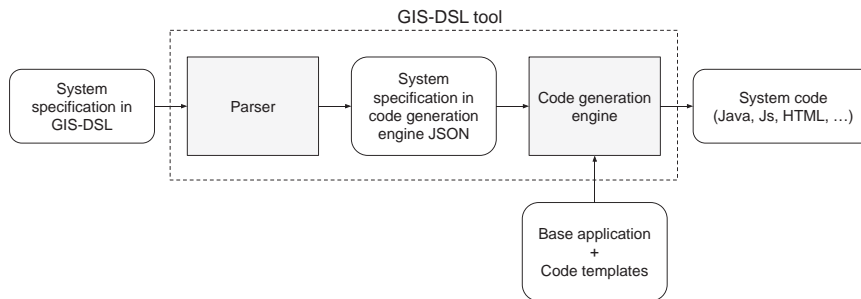 GIS-DSL tool
System
specification in
GIS-DSL
Parser
System
specification in
code generation
engine JSON
Code generation
engine
System code
(Java, Js, HTML, ...)
Base application
+
Code templates